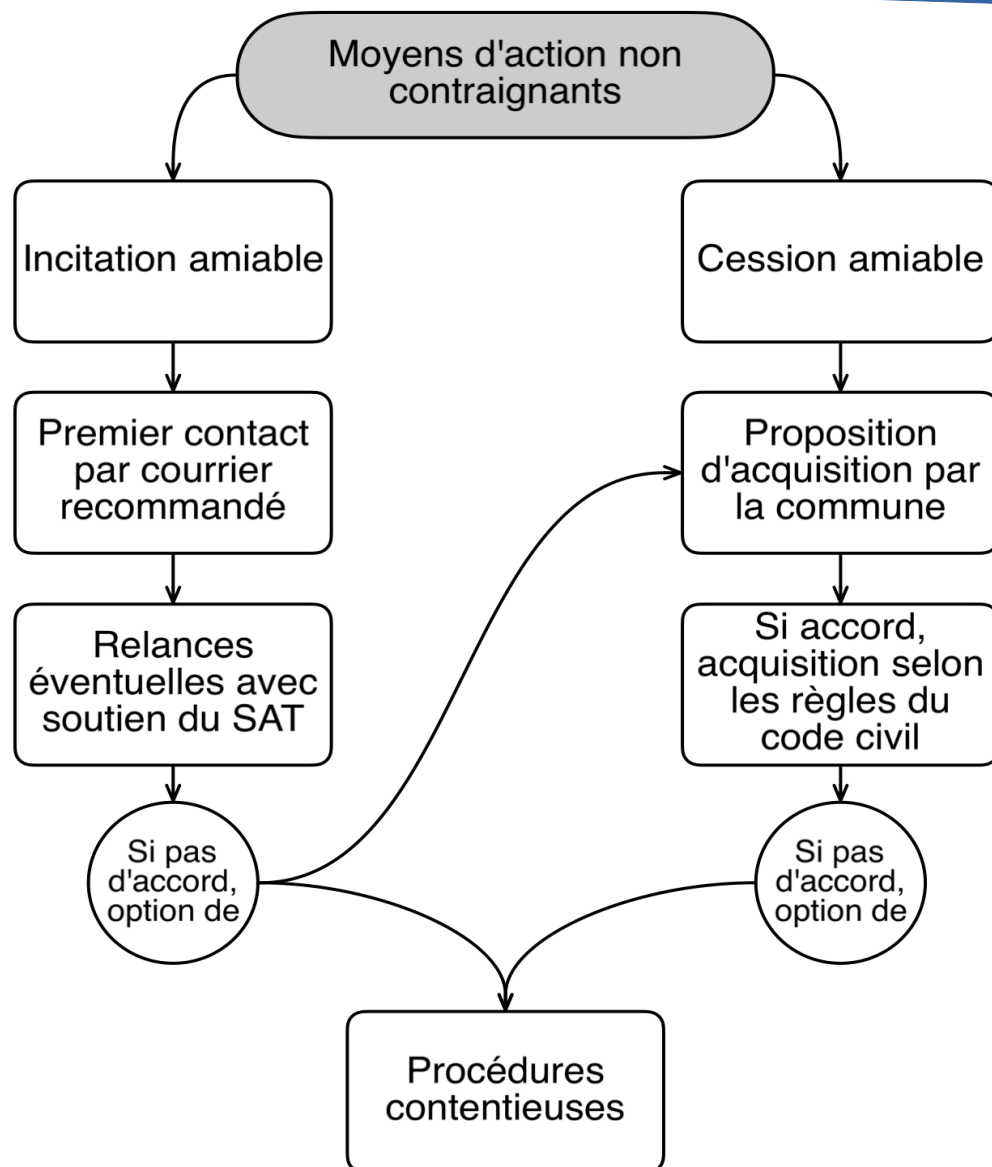 Moyens d'action non
contraignants
Incitation amiable
Premier contact
par courrier
recommandé
Relances
éventuelles avec
soutien du SAT
Si pas
d'accord,
option de
Cession amiable
Proposition
d'acquisition par
la commune
Si accord,
acquisition selon
les règles du
code civil
Si pas
d'accord,
option de
Procédures
contentieuses